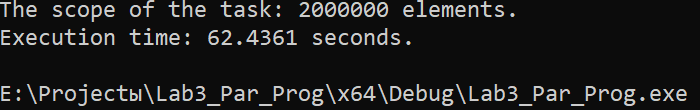 The scope of the task: 2000000 elements.
Execution time: 62.4361 seconds.
E:\Projectы\Lab3_Par_Prog\x64\Debug\Lab3_Par_Prog.exe